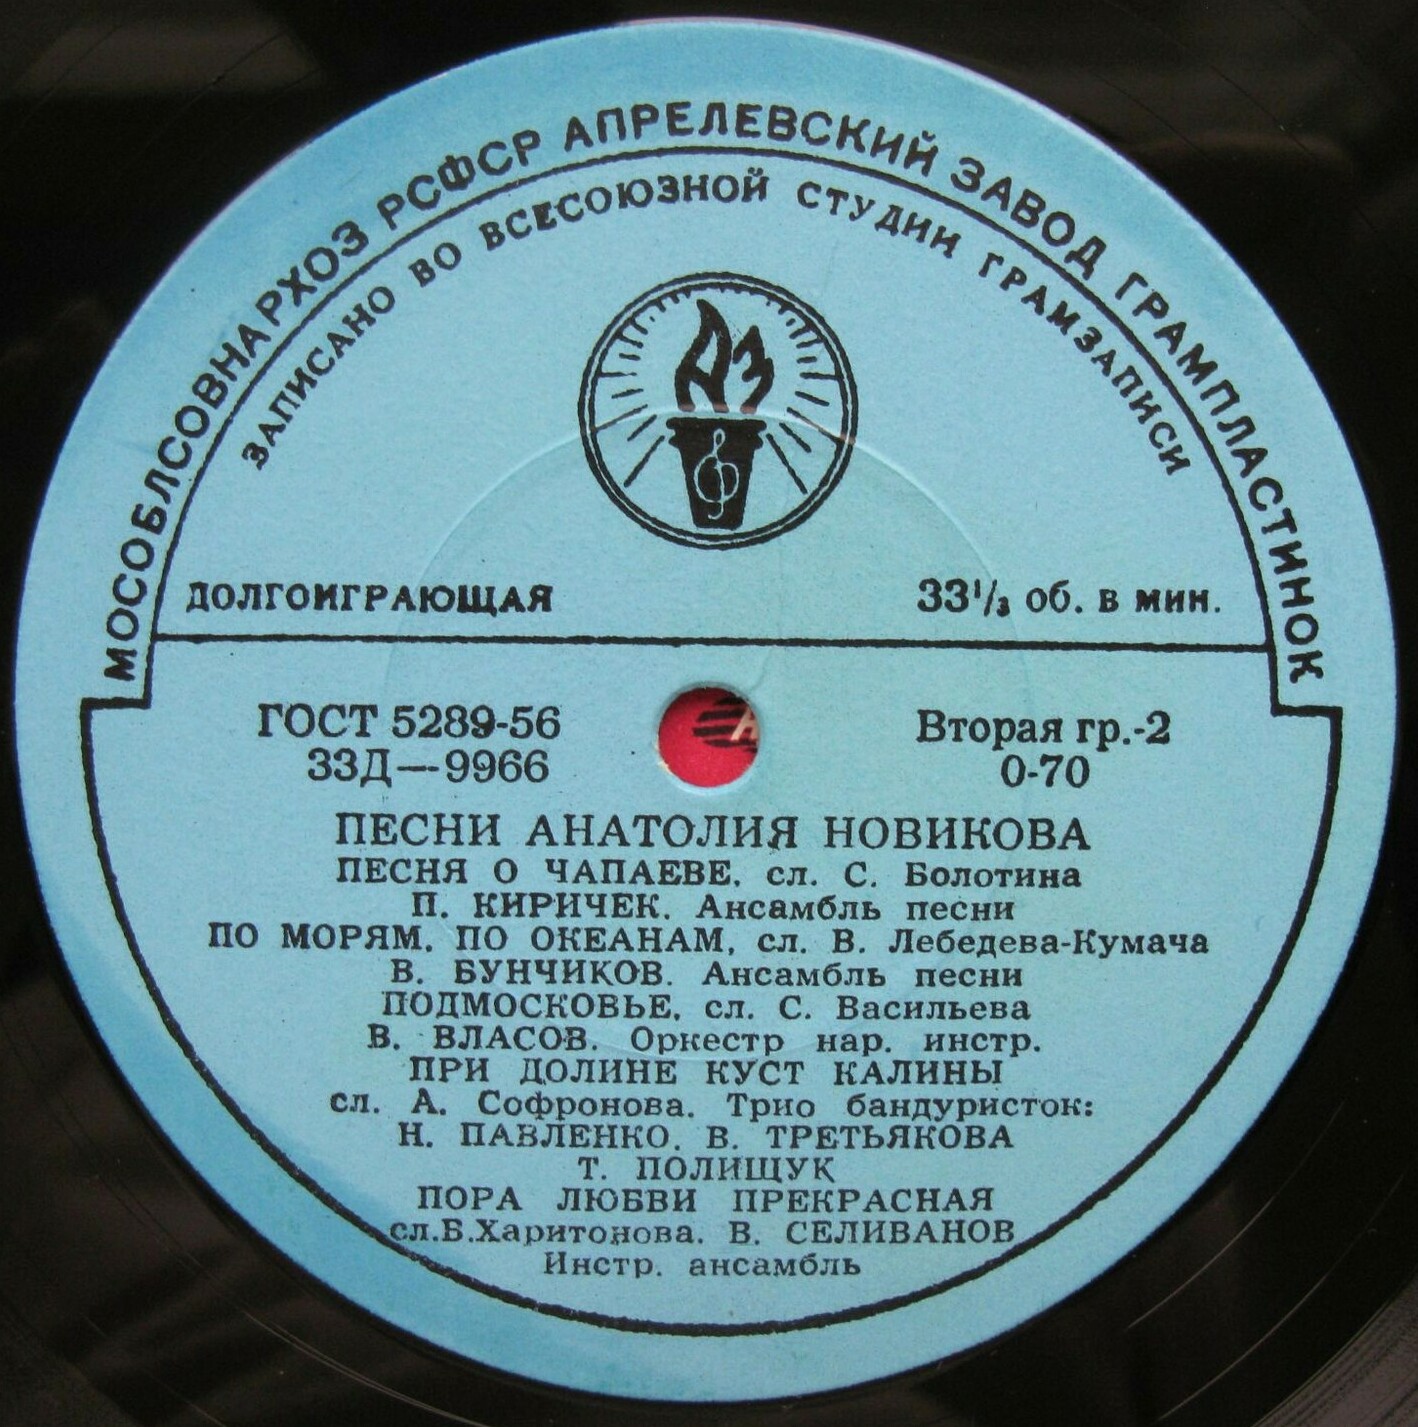 МОСОБЛСОВНАРХОЗ РСФСР АПРЕЛЕВСКИЙ ЗАВОД ГРАМПЛАСТИНОК
ЗАПИСАНО ВО ВСЕСОЮЗНОЙ СТУДИИ ГРАМЗАПИСИ
АЗ
ДОЛГОИГРАЮЩАЯ 33⅓ об. в мин.
ГОСТ 5289-56 Вторая гр.-2
33Д—9966 0-70
ПЕСНИ АНАТОЛИЯ НОВИКОВА
ПЕСНЯ О ЧАПАЕВЕ, сл. С. Болотина
П. КИРИЧЕК. Ансамбль песни
ПО МОРЯМ, ПО ОКЕАНАМ, сл. В. Лебедева-Кумача
В. БУНЧИКОВ. Ансамбль песни
ПОДМОСКОВЬЕ, сл. С. Васильева
В. ВЛАСОВ. Оркестр нар. инстр.
ПРИ ДОЛИНЕ КУСТ КАЛИНЫ
сл. А. Софронова. Трио бандуристок:
Н. ПАВЛЕНКО, В. ТРЕТЬЯКОВА
Т. ПОЛИЩУК
ПОРА ЛЮБВИ ПРЕКРАСНАЯ
сл.В.Харитонова. В. СЕЛИВАНОВ
Инстр. ансамбль